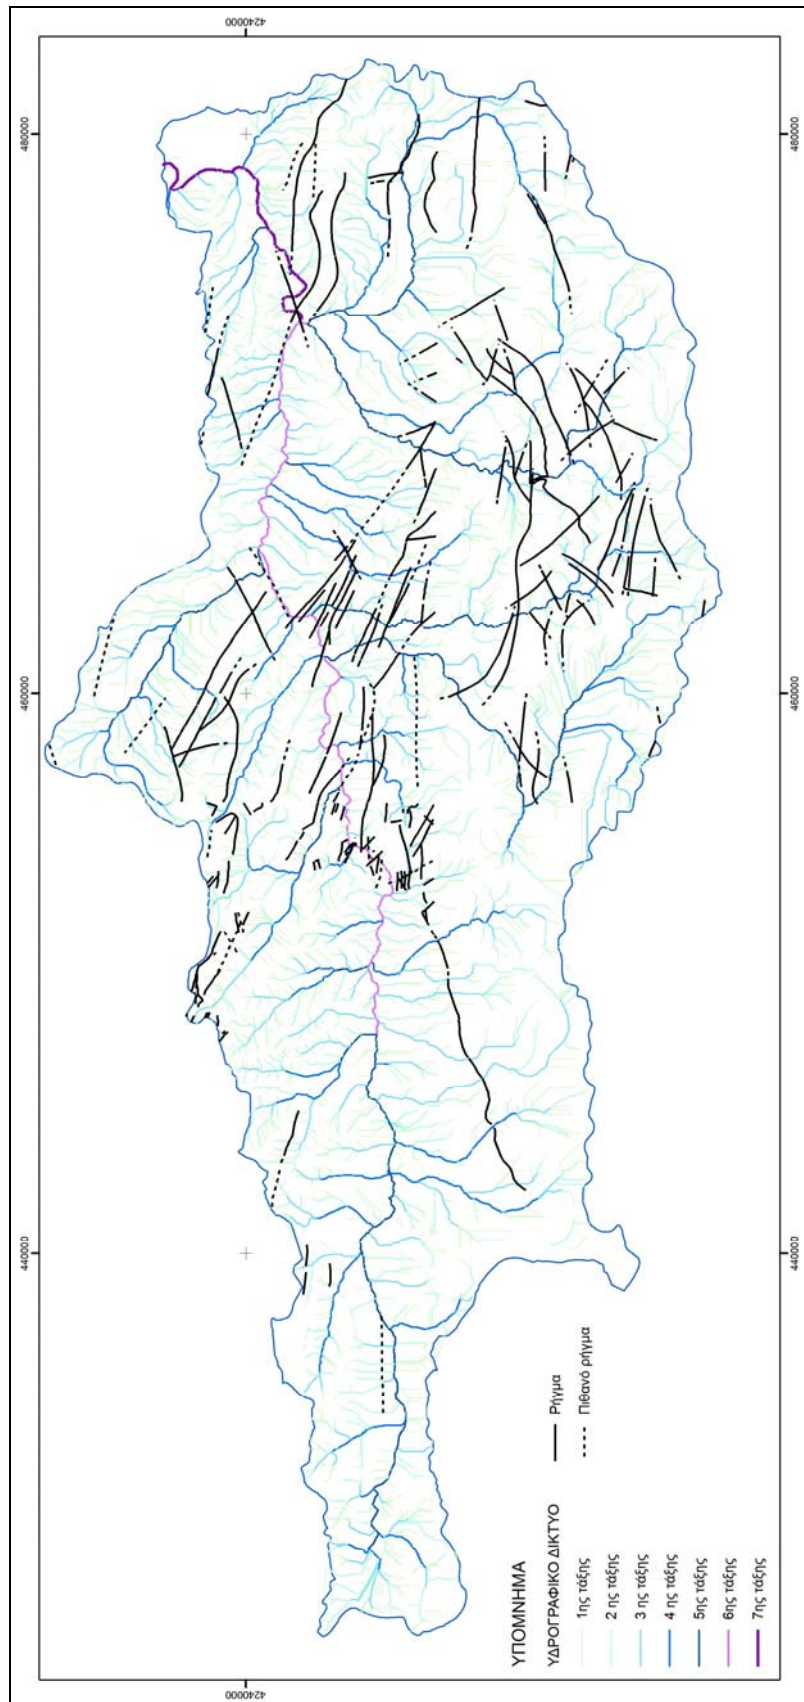 440000
460000
480000
4240000
4240000
440000
460000
480000
ΥΠΟΜΝΗΜΑ
ΥΔΡΟΓΡΑΦΙΚΟ ΔΙΚΤΥΟ
1ης τάξης
2 ης τάξης
3 ης τάξης
4 ης τάξης
5ης τάξης
6ης τάξης
7ης τάξης
Ρήγμα
Πιθανό ρήγμα